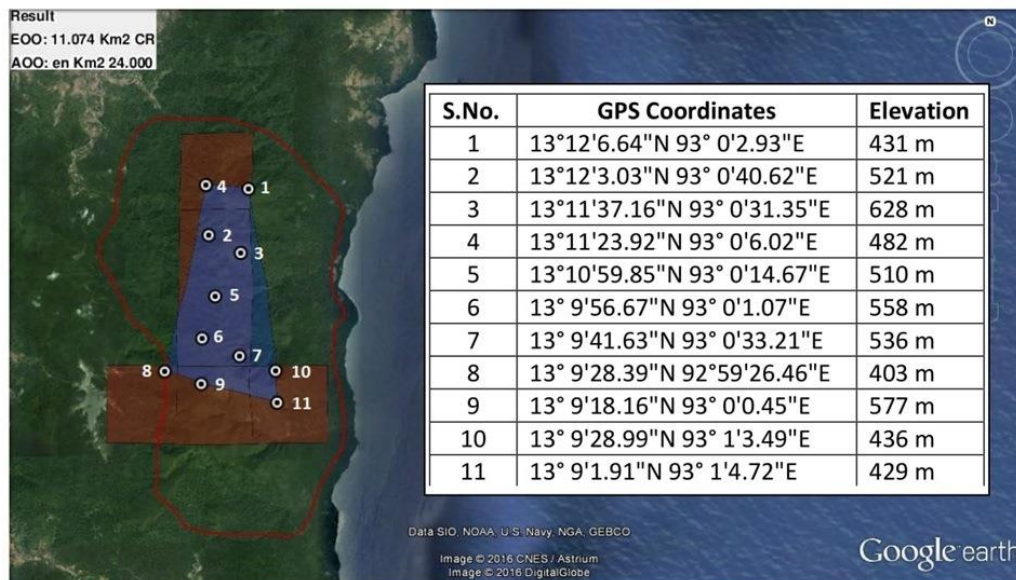 Result
EOO: 11.074 Km2 CR
AOO: en Km2 24.000
N
S.No. GPS Coordinates Elevation
1 13°12'6.64"N 93° 0'2.93"E 431 m
2 13°12'3.03"N 93° 0'40.62"E 521 m
3 13°11'37.16"N 93° 0'31.35"E 628 m
4 13°11'23.92"N 93° 0'6.02"E 482 m
5 13°10'59.85"N 93° 0'14.67"E 510 m
6 13° 9'56.67"N 93° 0'1.07"E 558 m
7 13° 9'41.63"N 93° 0'33.21"E 536 m
8 13° 9'28.39"N 92°59'26.46"E 403 m
9 13° 9'18.16"N 93° 0'0.45"E 577 m
10 13° 9'28.99"N 93° 1'3.49"E 436 m
11 13° 9'1.91"N 93° 1'4.72"E 429 m
4 1
2
3
5
6
7
8 10
9
11
Data SIO, NOAA, U.S. Navy, NGA, GEBCO
Image © 2016 CNES / Astrium
Image © 2016 DigitalGlobe
Google earth